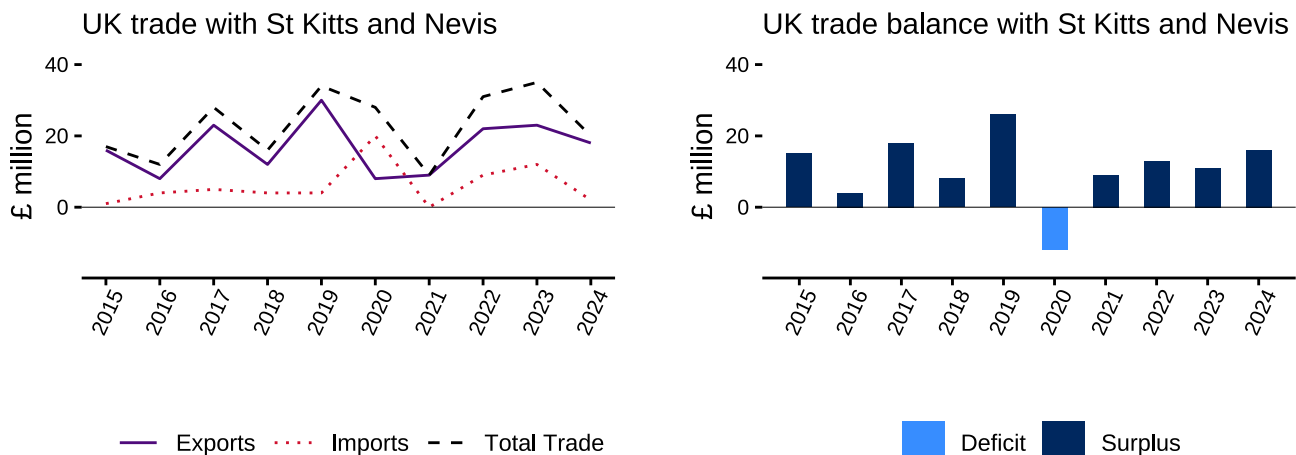 UK trade with St Kitts and Nevis
40
20
0
£ million
2015
2016
2017
2018
2019
2020
2021
2022
2023
2024
Exports
Imports
Total Trade
UK trade balance with St Kitts and Nevis
40
20
0
£ million
2015
2016
2017
2018
2019
2020
2021
2022
2023
2024
Deficit
Surplus